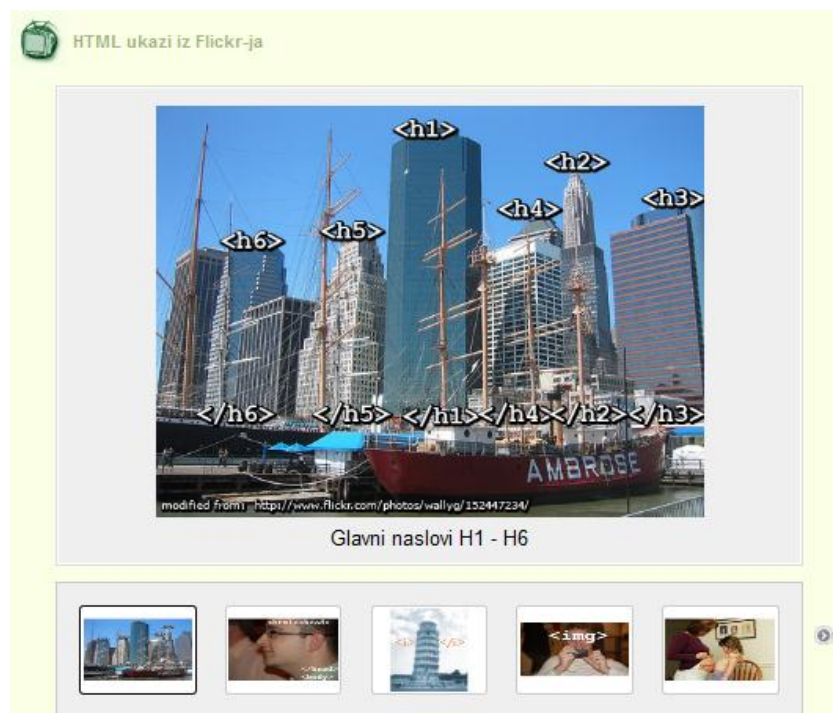 HTML ukazi iz Flickr-ja
<h1>
<h2>
<h3>
<h4>
<h5>
<h6>
</h6> </h5> </h1> </h4> </h2> </h3>
AMBROSE
modified from: http://www.flickr.com/photos/wallyg/152447234/
Glavni naslovi H1 - H6
<i> </i>
<img>